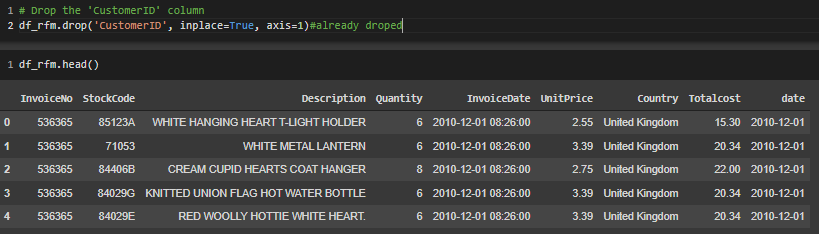 1 # Drop the 'CustomerID' column
2 df_rfm.drop('CustomerID', inplace=True, axis=1)#already droped
1 df_rfm.head()
InvoiceNo StockCode Description Quantity InvoiceDate UnitPrice Country Totalcost date
0 536365 85123A WHITE HANGING HEART T-LIGHT HOLDER 6 2010-12-01 08:26:00 2.55 United Kingdom 15.30 2010-12-01
1 536365 71053 WHITE METAL LANTERN 6 2010-12-01 08:26:00 3.39 United Kingdom 20.34 2010-12-01
2 536365 84406B CREAM CUPID HEARTS COAT HANGER 8 2010-12-01 08:26:00 2.75 United Kingdom 22.00 2010-12-01
3 536365 84029G KNITTED UNION FLAG HOT WATER BOTTLE 6 2010-12-01 08:26:00 3.39 United Kingdom 20.34 2010-12-01
4 536365 84029E RED WOOLLY HOTTIE WHITE HEART. 6 2010-12-01 08:26:00 3.39 United Kingdom 20.34 2010-12-01